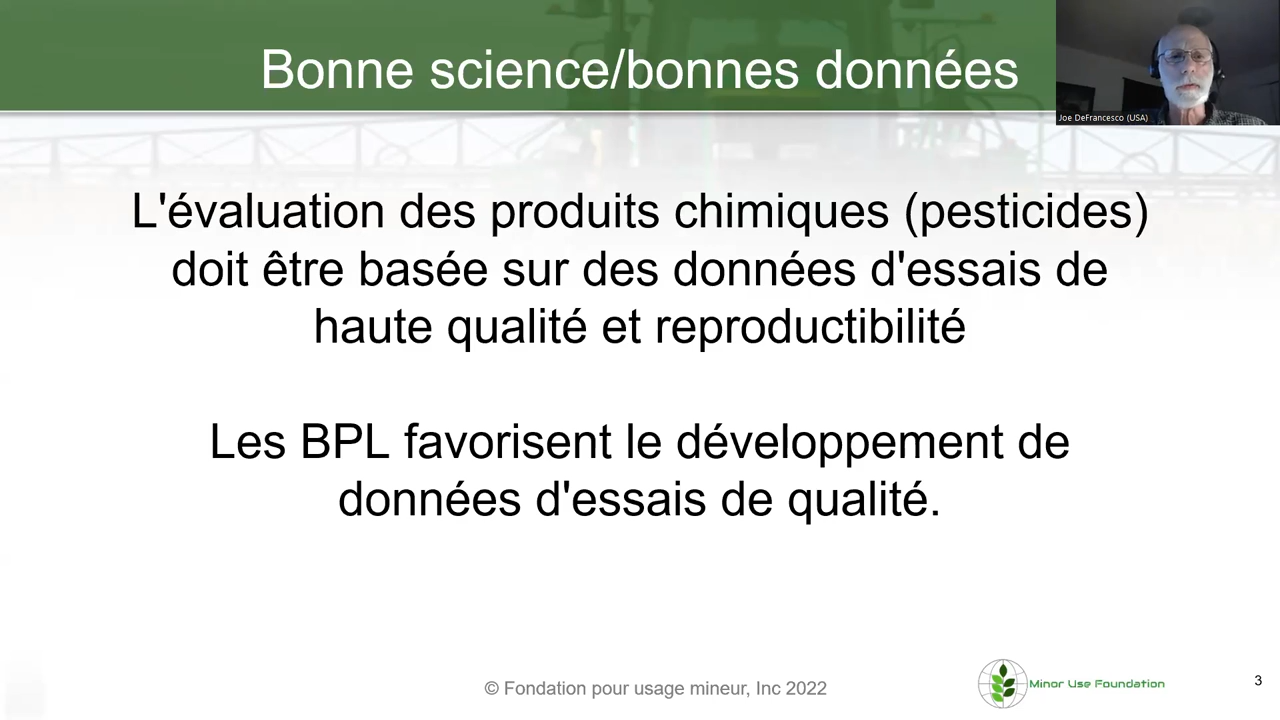 Bonne science/bonnes données
Joe DeFrancesco (USA)
L'évaluation des produits chimiques (pesticides)
doit être basée sur des données d'essais de
haute qualité et reproductibilité
Les BPL favorisent le développement de
données d'essais de qualité.
© Fondation pour usage mineur, Inc 2022
Minor Use Foundation
3